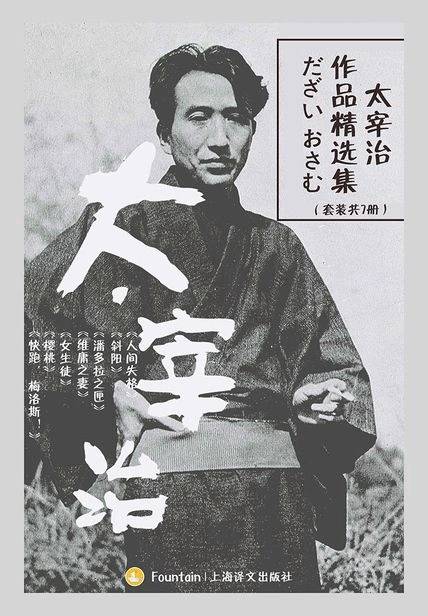 太宰治
作品精选集
だざい おさむ
（套装共7册）
太宰治
《人间失格》
《斜阳》
《潘多拉之匣》
《维庸之妻》
《女生徒》
《樱桃》
《快跑，梅洛斯！》
Fountain | 上海译文出版社